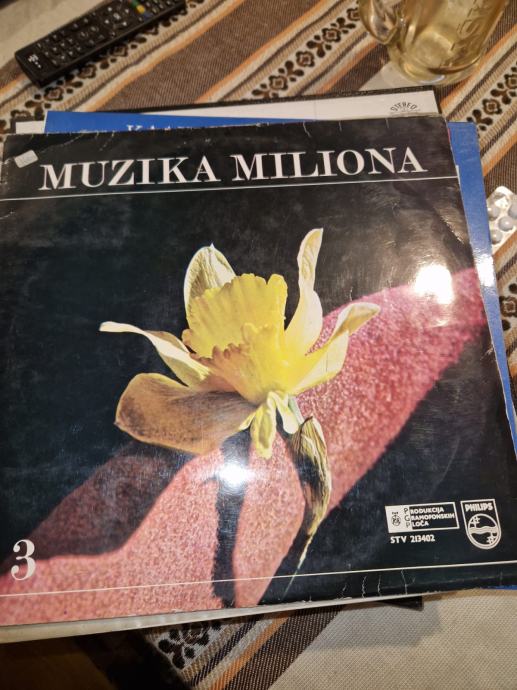 STEREO
MUZIKA MILIONA
3
PRODUKCIJA
GRAMOFONSKIH
PLOČA
PHILIPS
STV 213402